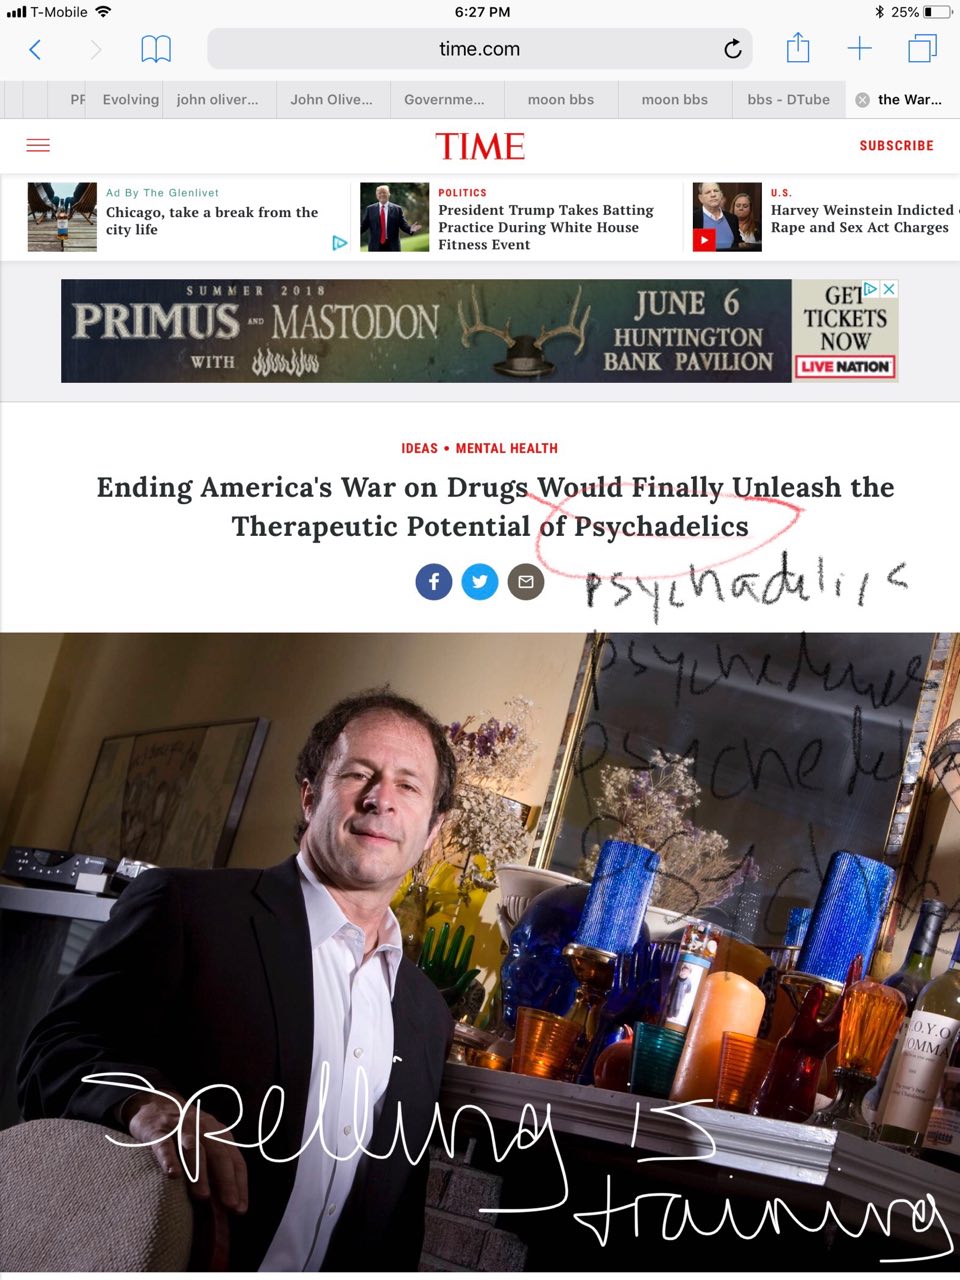 T-Mobile
6:27 PM
25%
time.com
PF
Evolving
john oliver...
John Olive...
Governme...
moon bbs
moon bbs
bbs - DTube
the War...
TIME
SUBSCRIBE
Ad By The Glenlivet
Chicago, take a break from the
city life
POLITICS
President Trump Takes Batting
Practice During White House
Fitness Event
U.S.
Harvey Weinstein Indicted
Rape and Sex Act Charges
SUMMER 2018
PRIMUS AND MASTODON
WITH
JUNE 6
HUNTINGTON
BANK PAVILION
GET
TICKETS
NOW
LIVE NATION
IDEAS • MENTAL HEALTH
Ending America's War on Drugs Would Finally Unleash the
Therapeutic Potential of Psychadelics
psychadelics
Spelling is
training